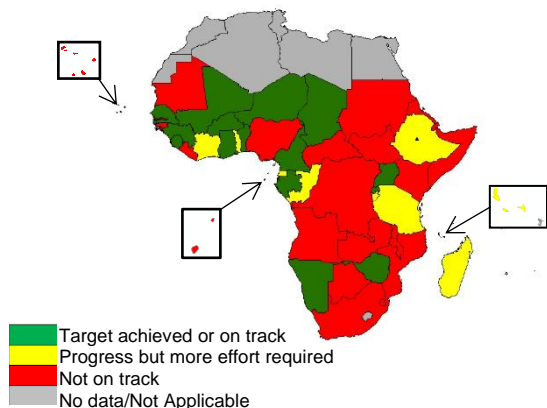 Target achieved or on track
Progress but more effort required
Not on track
No data/Not Applicable